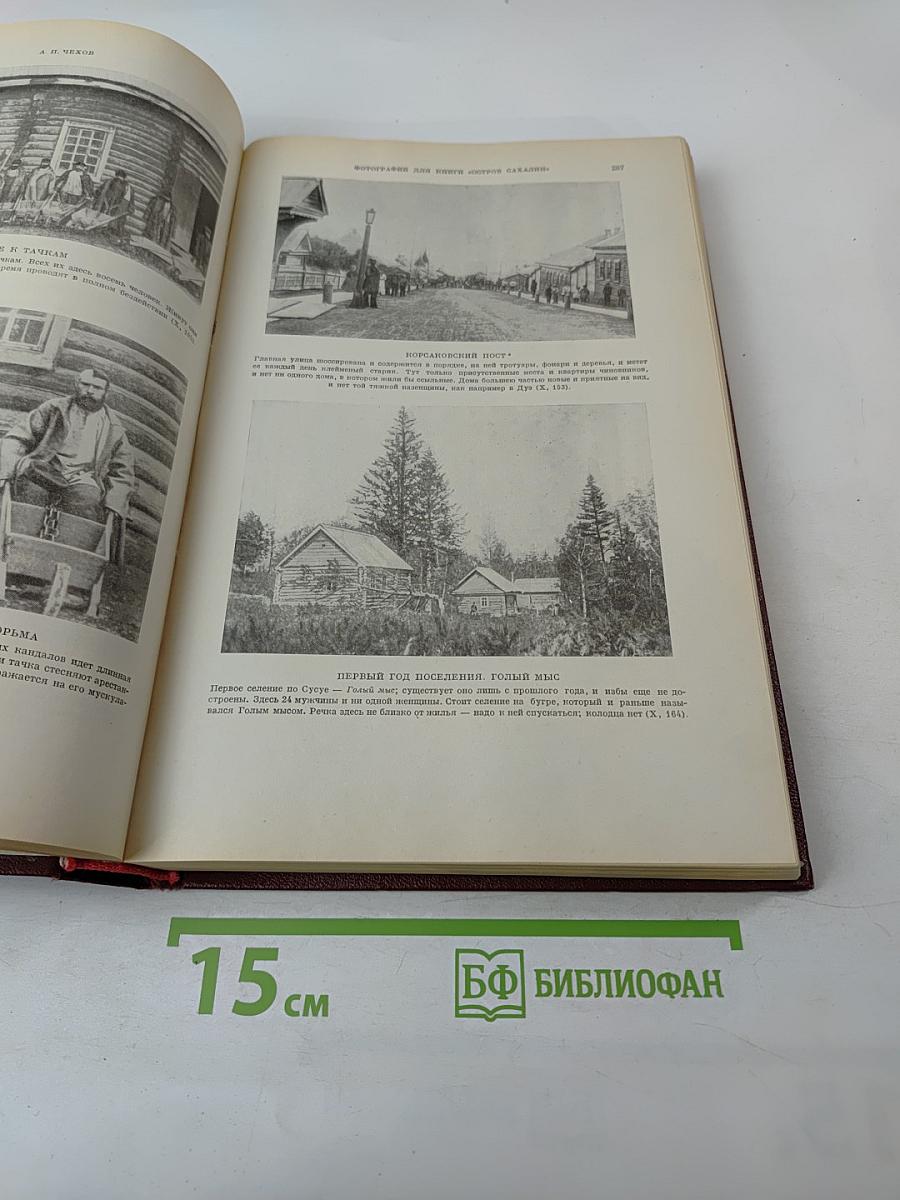 А. П. ЧЕХОВ
Е К ТАЧКАМ
чкам. Всех их здесь восемь человек. Живут они
ремя проводят в полном бездействии (X,
ОРЬМА
их кандалов идет длинная
и тачка стесняют арестан-
ражается на его мускула-
ФОТОГРАФИИ ДЛЯ КНИГИ «ОСТРОВ САХАЛИН» 287
КОРСАКОВСКИЙ ПОСТ*
Главная улица шоссирована и содержится в порядке, на ней тротуары, фонари и деревья, и метет
ее каждый день клейменый старик. Тут только присутственные места и квартиры чиновников,
и нет ни одного дома, в котором жили бы ссыльные. Дома большею частью новые и приятные на вид,
и нет той тяжкой казенщины, как например в Дуэ (X, 153).
ПЕРВЫЙ ГОД ПОСЕЛЕНИЯ. ГОЛЫЙ МЫС
Первое селение по Сусуе — Голый мыс; существует оно лишь с прошлого года, и избы еще не до-
строены. Здесь 24 мужчины и ни одной женщины. Стоит селение на бугре, который и раньше назы-
вался Голым мысом. Речка здесь не близко от жилья — надо к ней спускаться; колодца нет (X, 164).
15 см
БФ БИБЛИОФАН